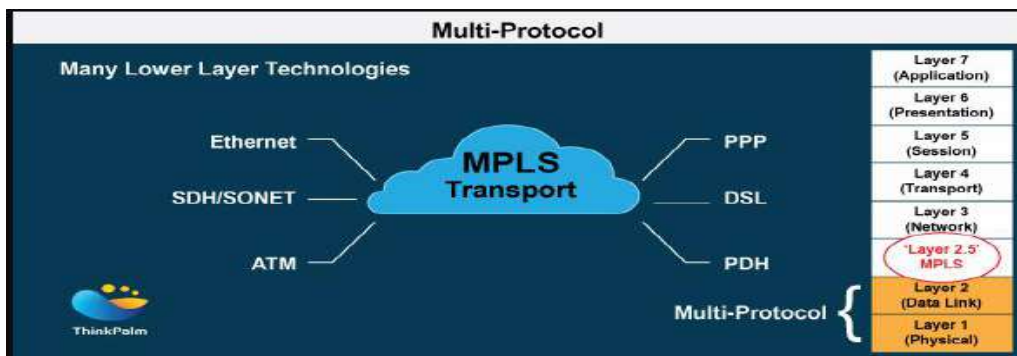 Multi-Protocol
Many Lower Layer Technologies
Ethernet
SDH/SONET
ATM
MPLS
Transport
PPP
DSL
PDH
Multi-Protocol
ThinkPalm
Layer 7
(Application)
Layer 6
(Presentation)
Layer 5
(Session)
Layer 4
(Transport)
Layer 3
(Network)
'Layer 2.5'
MPLS
Layer 2
(Data Link)
Layer 1
(Physical)